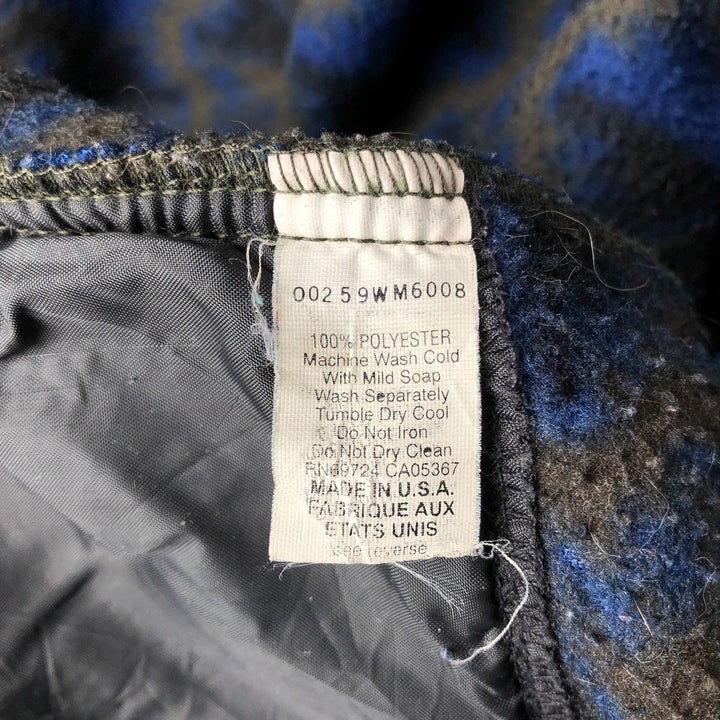 00259WM6008
100% POLYESTER
Machine Wash Cold
With Mild Soap
Wash Separately
Tumble Dry Cool
Do Not Iron
Do Not Dry Clean
RN69724 CA05367
MADE IN U.S.A.
FABRIQUE AUX
ETATS UNIS
See reverse